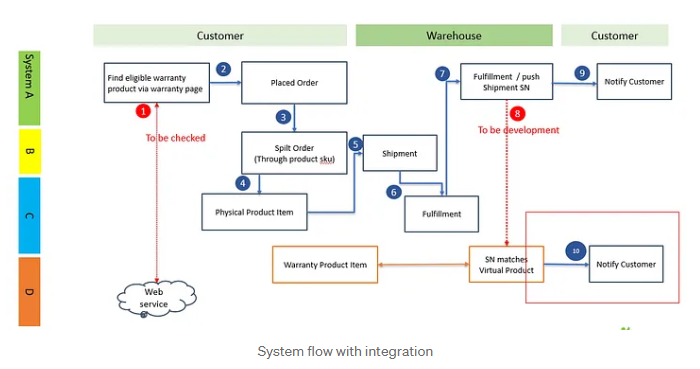 Customer
Warehouse
Customer
System A
B
C
D
Find eligible warranty
product via warranty page
1
2
Placed Order
3
To be checked
Spilt Order
(Through product sku)
4
Physical Product Item
5
Shipment
6
Fulfillment
7
Fulfillment / push
Shipment SN
8
To be development
9
Notify Customer
Warranty Product Item
SN matches
Virtual Product
10
Notify Customer
Web
service
System flow with integration